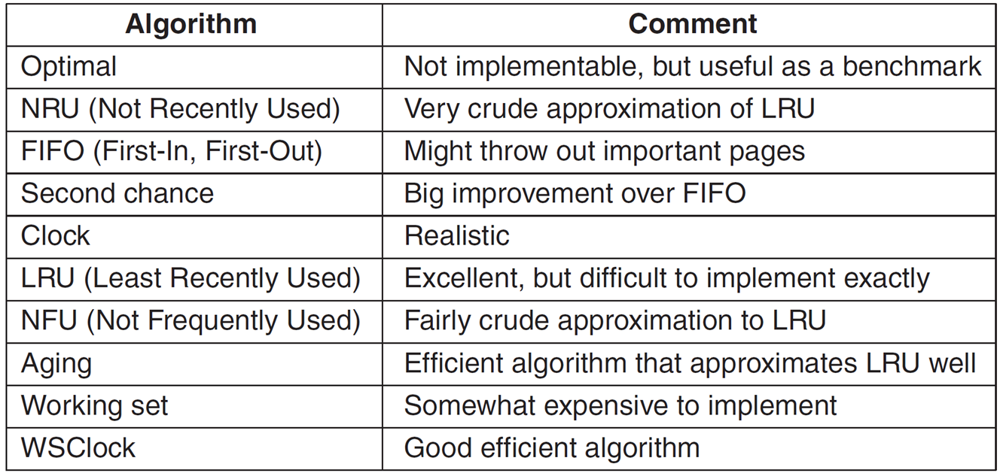 Algorithm Comment
Optimal Not implementable, but useful as a benchmark
NRU (Not Recently Used) Very crude approximation of LRU
FIFO (First-In, First-Out) Might throw out important pages
Second chance Big improvement over FIFO
Clock Realistic
LRU (Least Recently Used) Excellent, but difficult to implement exactly
NFU (Not Frequently Used) Fairly crude approximation to LRU
Aging Efficient algorithm that approximates LRU well
Working set Somewhat expensive to implement
WSClock Good efficient algorithm